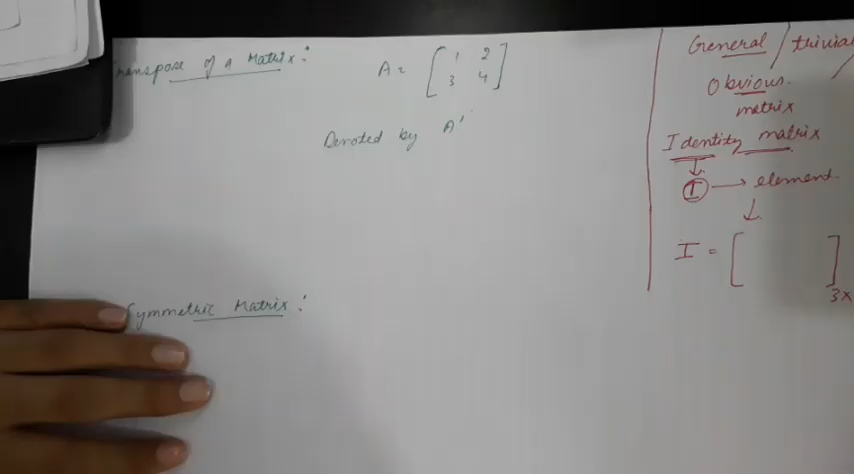 Transpose of a Matrix:
A = [ 1 2
3 4 ]
Denoted by A'
Symmetric Matrix:
General / trivial /
Obvious.
matrix
Identity matrix
↓
I → element.
↓
I = [ ] 3x